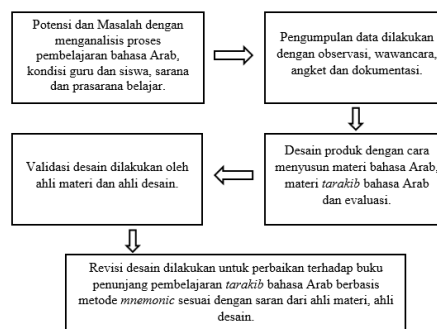 Potensi dan Masalah dengan
menganalisis proses
pembelajaran bahasa Arab,
kondisi guru dan siswa, sarana
dan prasarana belajar.
Pengumpulan data dilakukan
dengan observasi, wawancara,
angket dan dokumentasi.
Desain produk dengan cara
menyusun materi bahasa Arab,
materi tarakib bahasa Arab
dan evaluasi.
Validasi desain dilakukan oleh
ahli materi dan ahli desain.
Revisi desain dilakukan untuk perbaikan terhadap buku
penunjang pembelajaran tarakib bahasa Arab berbasis
metode mnemonic sesuai dengan saran dari ahli materi, ahli
desain.